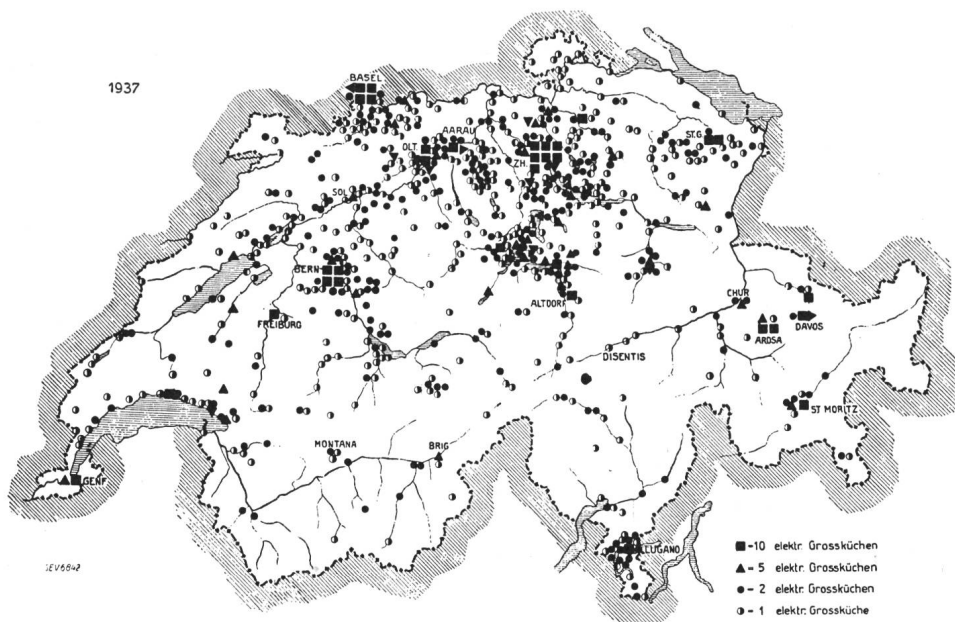 1937
BASEL
AARAU
OLT.
ZH.
ST.G
SOL
BERN
ALTDORF
CHUR
DAVOS
ARDSA
FREIBURG
DISENTIS
ST MORITZ
MONTANA
BRIG
GENF
LUGANO
■ -10 elektr. Grossküchen
▲ - 5 elektr. Grossküchen
● - 2 elektr. Grossküchen
◑ - 1 elektr. Grossküche
SEV6842